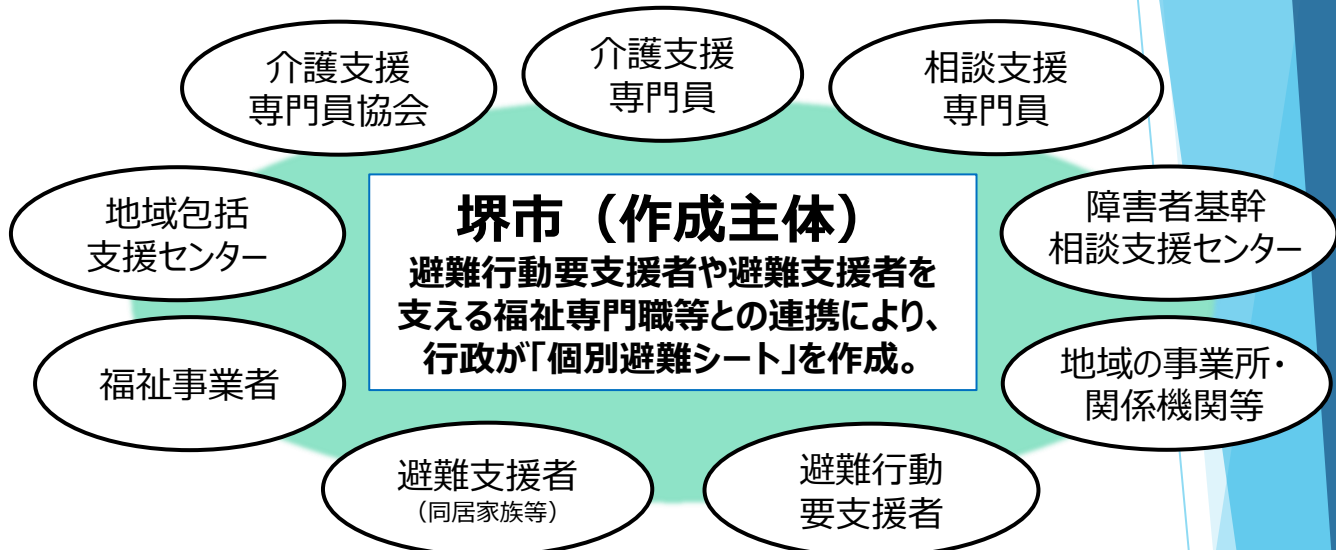 介護支援
専門員協会
介護支援
専門員
相談支援
専門員
地域包括
支援センター
堺市（作成主体）
避難行動要支援者や避難支援者を
支える福祉専門職等との連携により、
行政が「個別避難シート」を作成。
障害者基幹
相談支援センター
福祉事業者
地域の事業所・
関係機関等
避難支援者
（同居家族等）
避難行動
要支援者